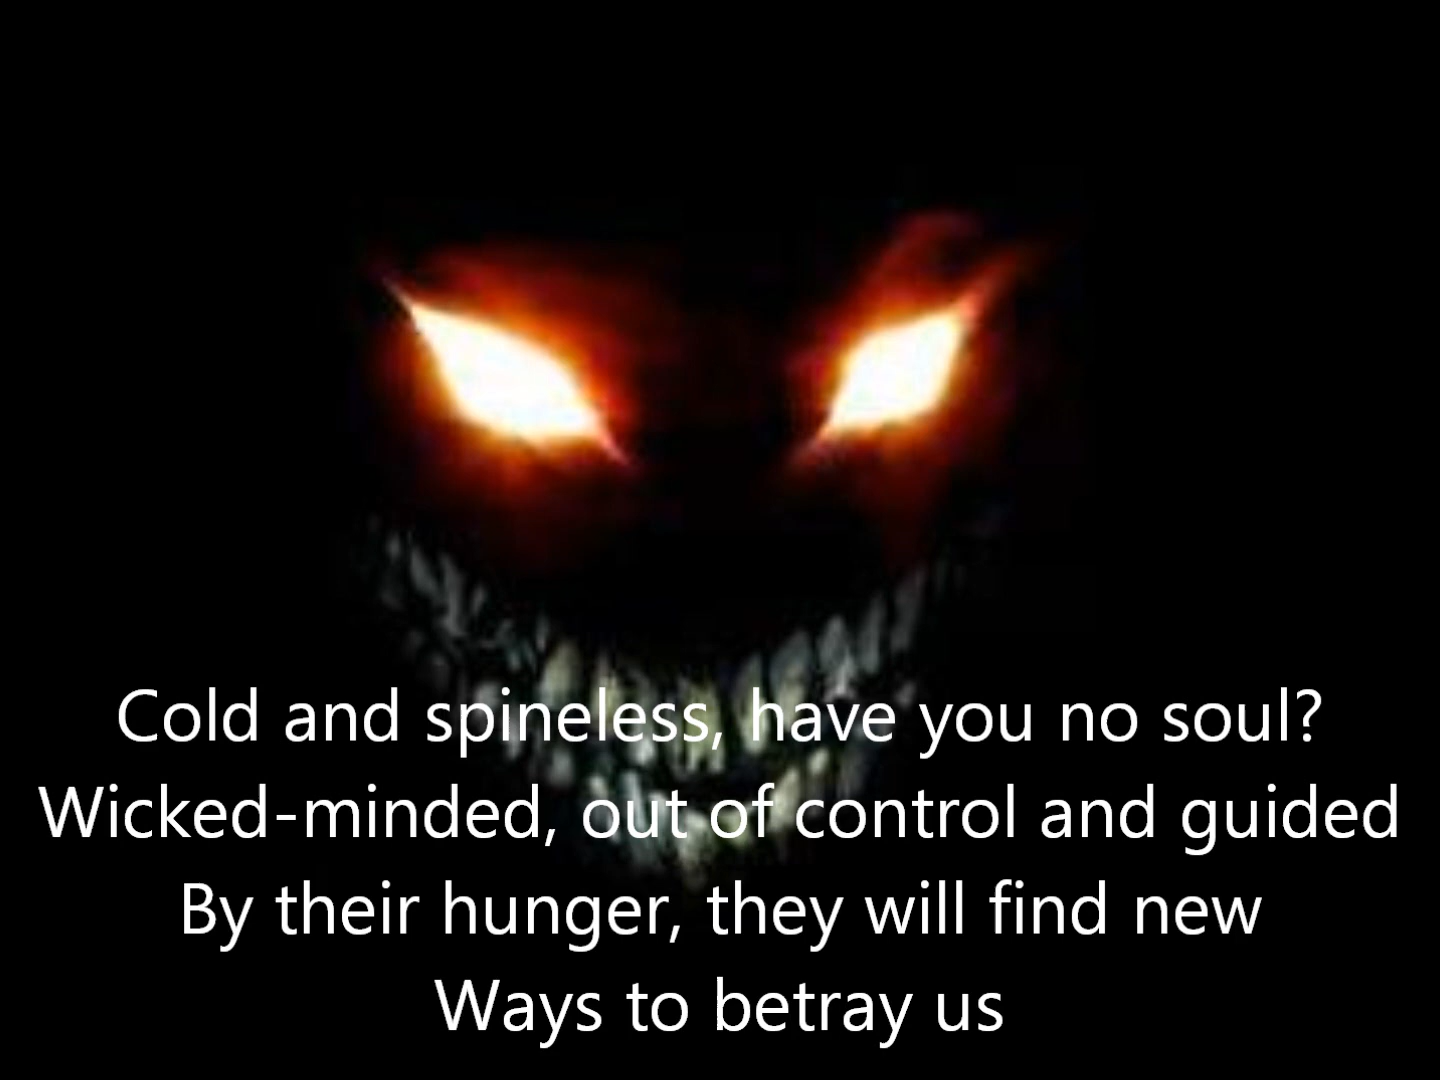 Cold and spineless, have you no soul?
Wicked-minded, out of control and guided
By their hunger, they will find new
Ways to betray us